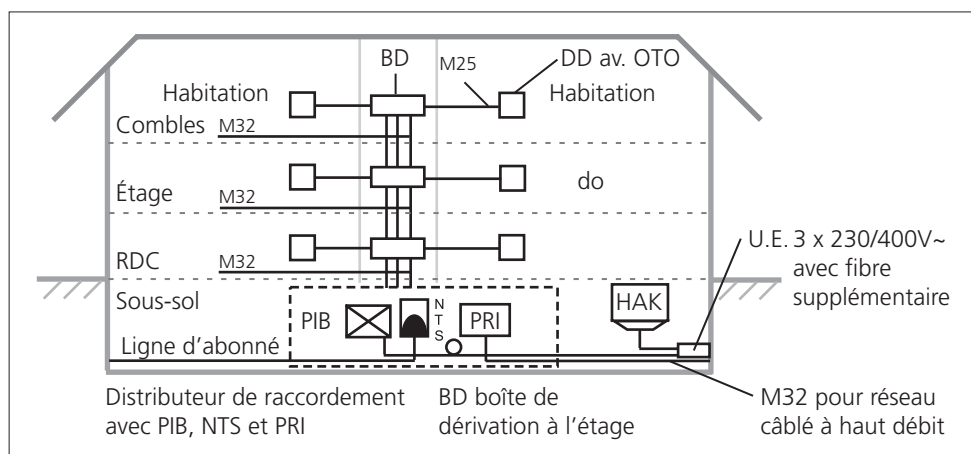 BD
M25
DD av. OTO
Habitation
Habitation
Combles
M32
Étage
M32
do
RDC
M32
U.E. 3 x 230/400V~
avec fibre
supplémentaire
Sous-sol
PIB
NTS
PRI
HAK
Ligne d'abonné
Distributeur de raccordement
avec PIB, NTS et PRI
BD boîte de
dérivation à l'étage
M32 pour réseau
câblé à haut débit